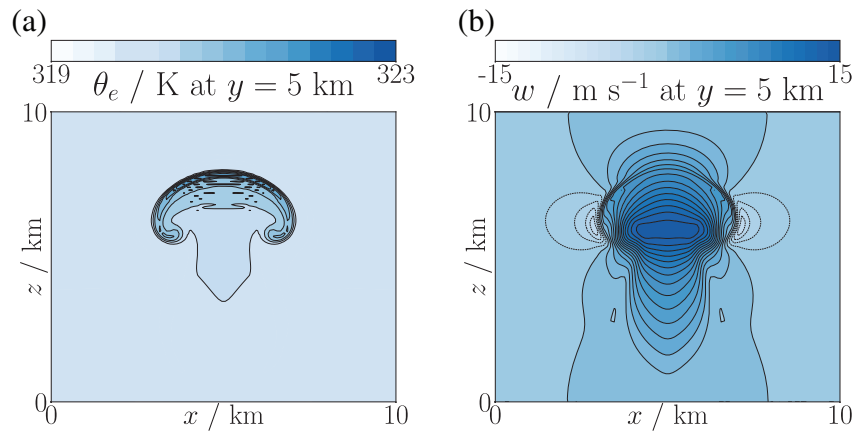 (a)
319 323
θ_e / K at y = 5 km
10
z / km
0
0 x / km 10
(b)
-15 15
w / m s⁻¹ at y = 5 km
10
z / km
0
0 x / km 10